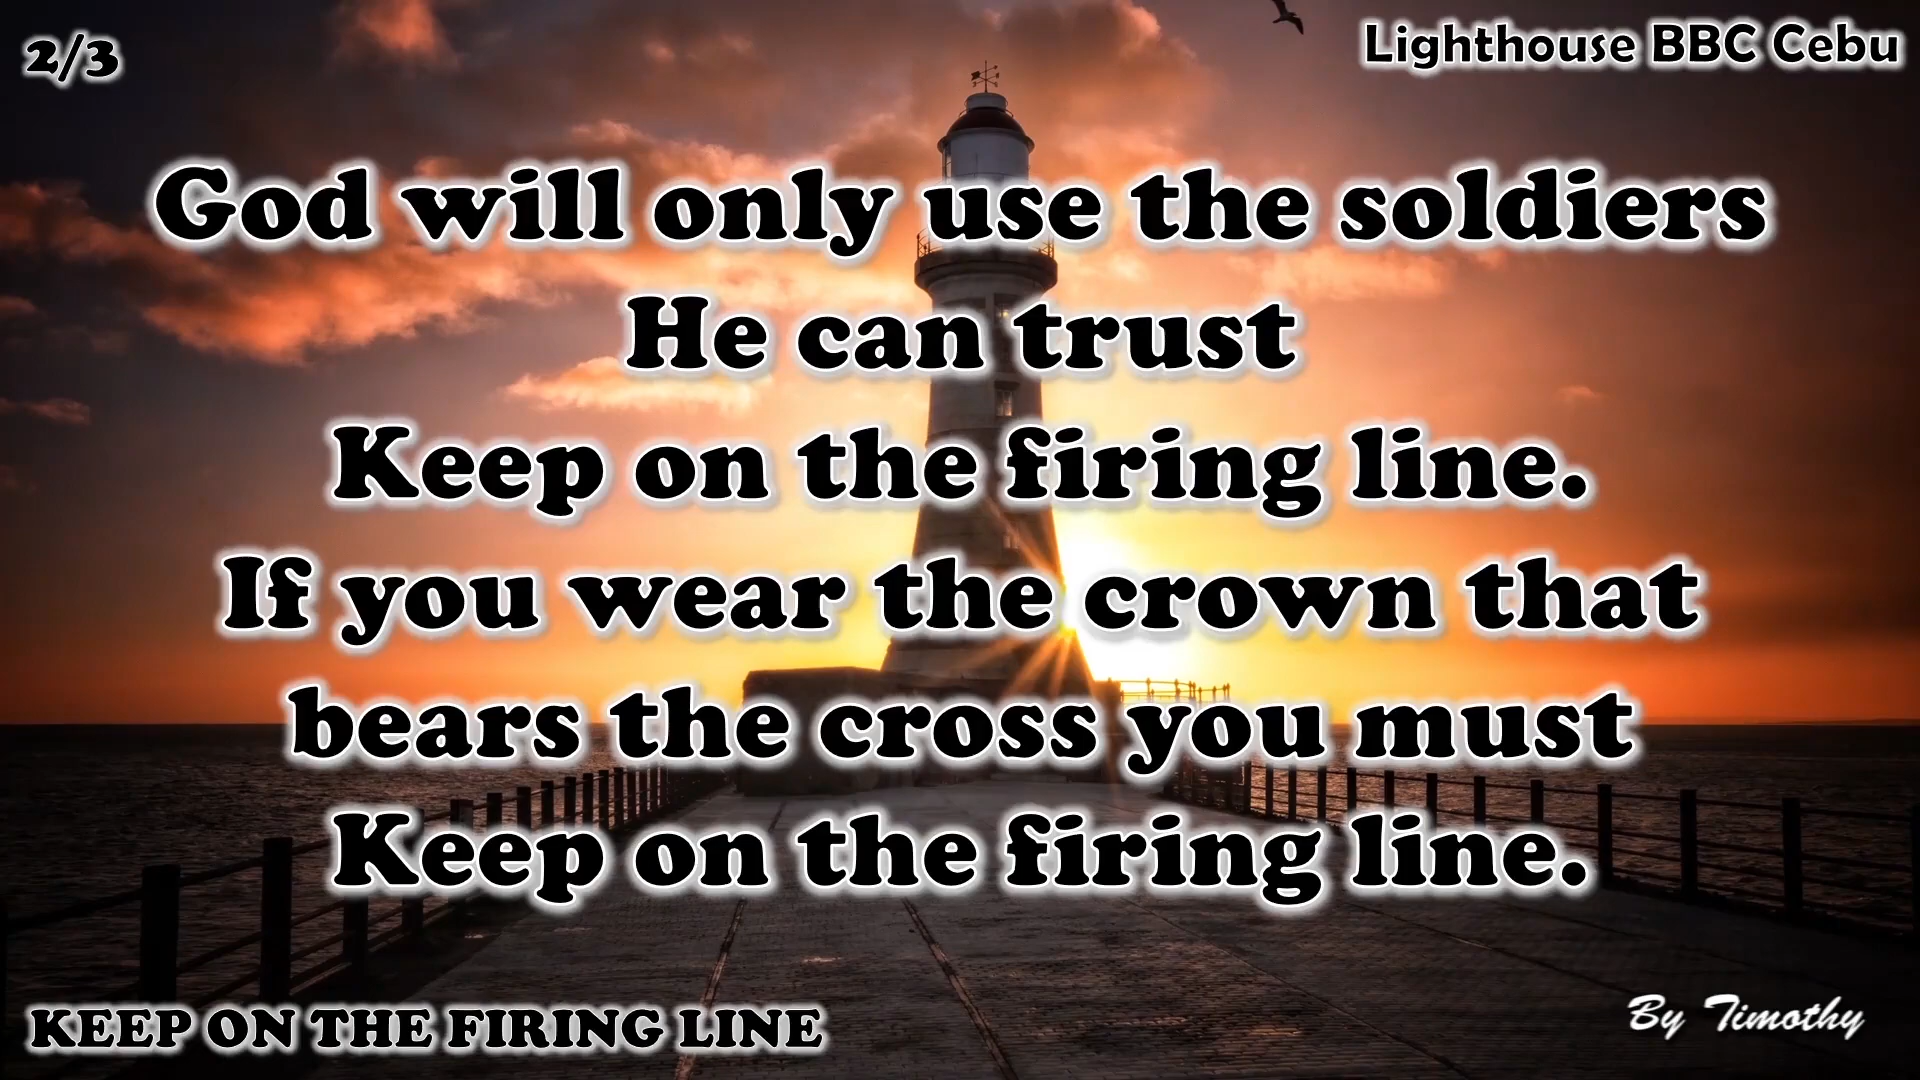 2/3
Lighthouse BBC Cebu
God will only use the soldiers
He can trust
Keep on the firing line.
If you wear the crown that
bears the cross you must
Keep on the firing line.
KEEP ON THE FIRING LINE
By Timothy